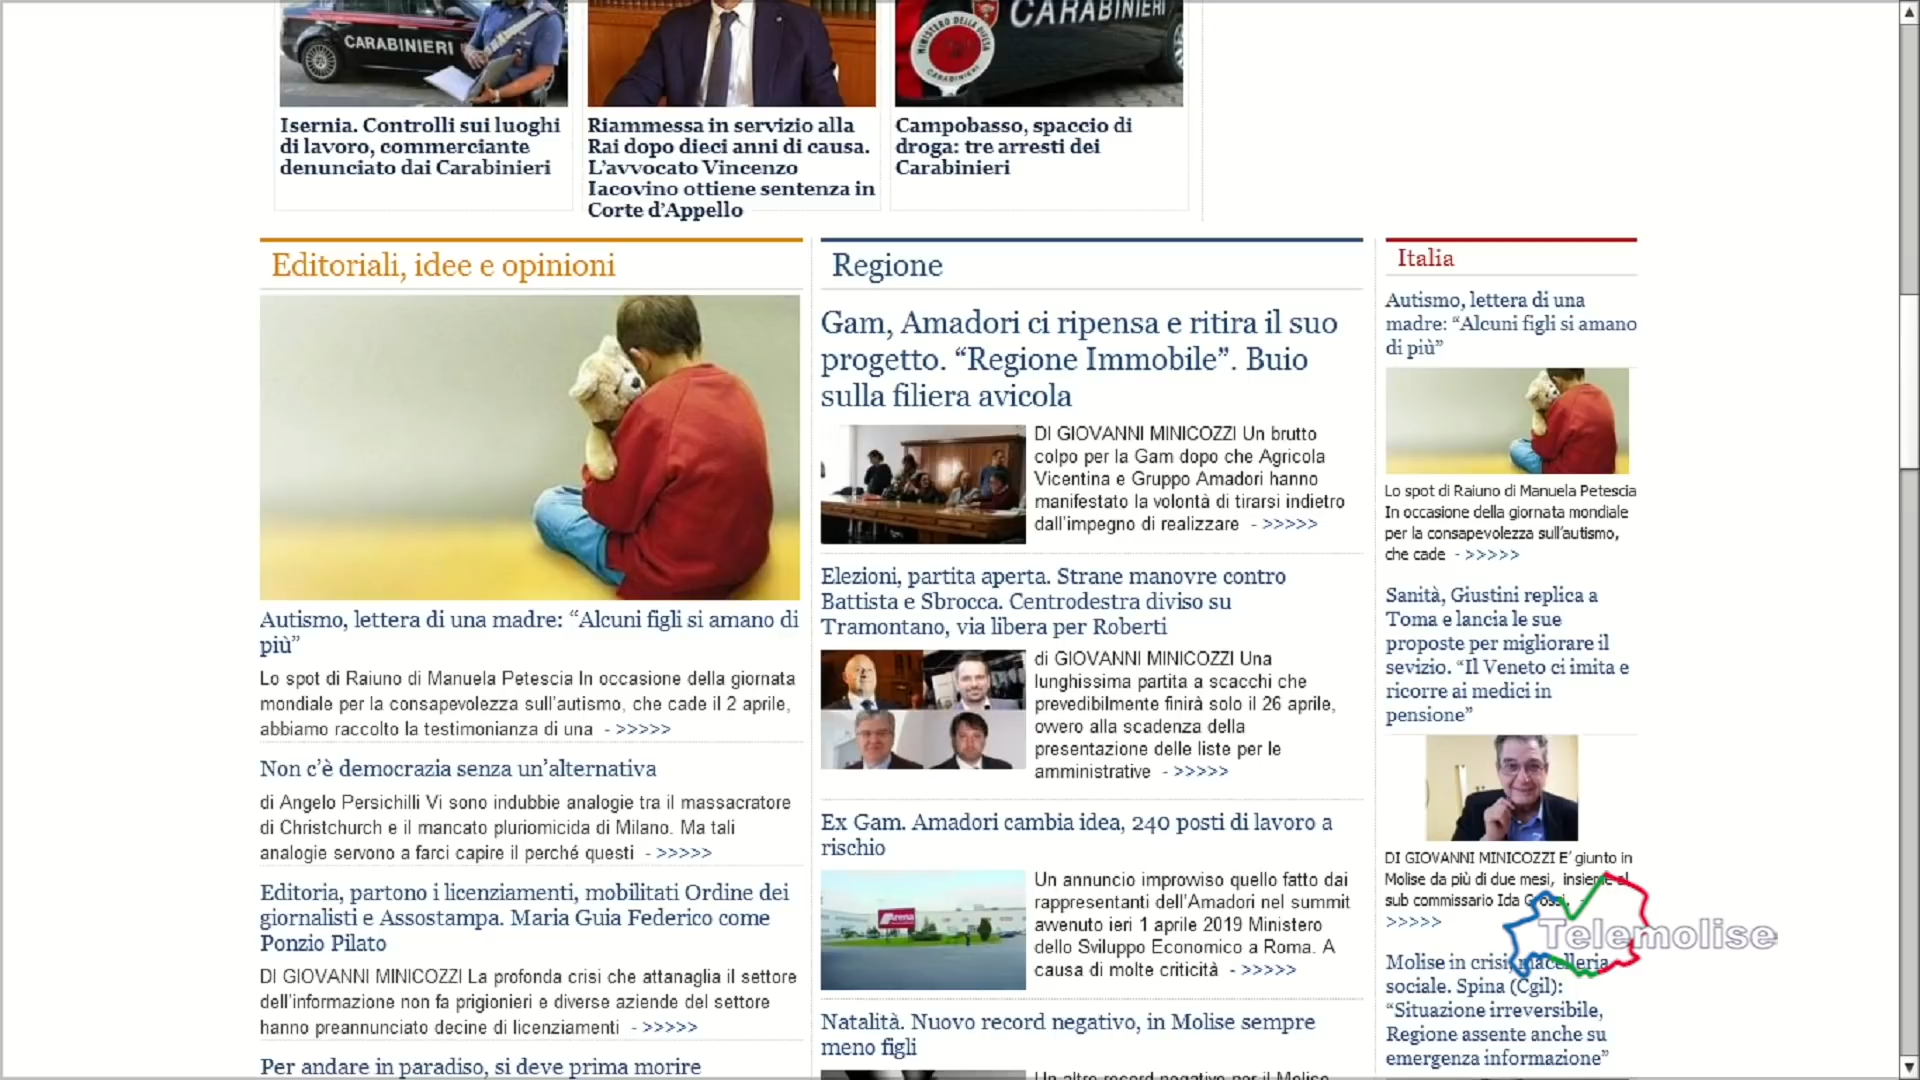 CARABINIERI
CARABINIERI
MINISTERO DELLA DIFESA
CARABINIERI
Isernia. Controlli sui luoghi
di lavoro, commerciante
denunciato dai Carabinieri
Riammessa in servizio alla
Rai dopo dieci anni di causa.
L'avvocato Vincenzo
Iacovino ottiene sentenza in
Corte d'Appello
Campobasso, spaccio di
droga: tre arresti dei
Carabinieri
Editoriali, idee e opinioni
Autismo, lettera di una madre: “Alcuni figli si amano di
più”
Lo spot di Raiuno di Manuela Petescia In occasione della giornata
mondiale per la consapevolezza sull'autismo, che cade il 2 aprile,
abbiamo raccolto la testimonianza di una - >>>>>
Non c'è democrazia senza un'alternativa
di Angelo Persichilli Vi sono indubbie analogie tra il massacratore
di Christchurch e il mancato pluriomicida di Milano. Ma tali
analogie servono a farci capire il perché questi - >>>>>
Editoria, partono i licenziamenti, mobilitati Ordine dei
giornalisti e Assostampa. Maria Guia Federico come
Ponzio Pilato
DI GIOVANNI MINICOZZI La profonda crisi che attanaglia il settore
dell'informazione non fa prigionieri e diverse aziende del settore
hanno preannunciato decine di licenziamenti - >>>>>
Per andare in paradiso, si deve prima morire
Regione
Gam, Amadori ci ripensa e ritira il suo
progetto. “Regione Immobile”. Buio
sulla filiera avicola
DI GIOVANNI MINICOZZI Un brutto
colpo per la Gam dopo che Agricola
Vicentina e Gruppo Amadori hanno
manifestato la volontà di tirarsi indietro
dall'impegno di realizzare - >>>>>
Elezioni, partita aperta. Strane manovre contro
Battista e Sbrocca. Centrodestra diviso su
Tramontano, via libera per Roberti
di GIOVANNI MINICOZZI Una
lunghissima partita a scacchi che
prevedibilmente finirà solo il 26 aprile,
ovvero alla scadenza della
presentazione delle liste per le
amministrative - >>>>>
Ex Gam. Amadori cambia idea, 240 posti di lavoro a
rischio
Arena
Un annuncio improvviso quello fatto dai
rappresentanti dell'Amadori nel summit
avvenuto ieri 1 aprile 2019 Ministero
dello Sviluppo Economico a Roma. A
causa di molte criticità - >>>>>
Natalità. Nuovo record negativo, in Molise sempre
meno figli
Un altro record negativo per il Molise
Italia
Autismo, lettera di una
madre: “Alcuni figli si amano
di più”
Lo spot di Raiuno di Manuela Petescia
In occasione della giornata mondiale
per la consapevolezza sull'autismo,
che cade - >>>>>
Sanità, Giustini replica a
Toma e lancia le sue
proposte per migliorare il
sevizio. “Il Veneto ci imita e
ricorre ai medici in
pensione”
DI GIOVANNI MINICOZZI E' giunto in
Molise da più di due mesi, insieme al
sub commissario Ida Grossi, -
>>>>>
Telemolise
Molise in crisi, macelleria
sociale. Spina (Cgil):
“Situazione irreversibile,
Regione assente anche su
emergenza informazione”